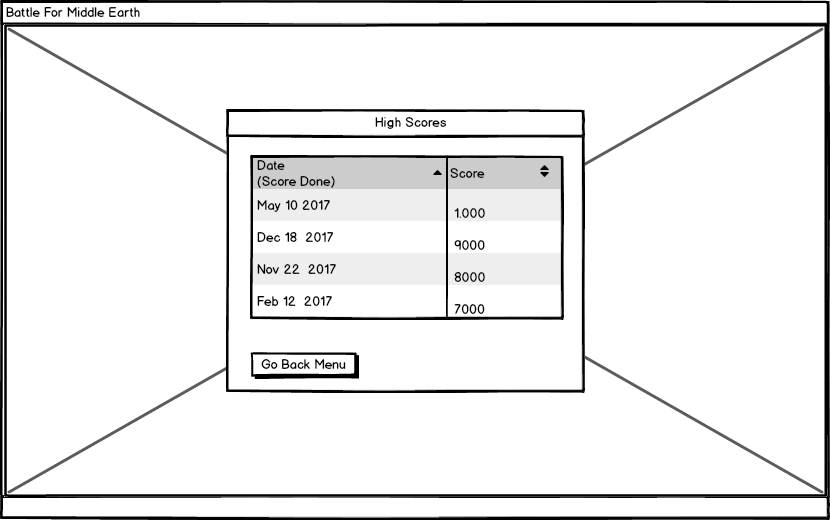 Battle For Middle Earth
High Scores
Date
(Score Done)
Score
May 10 2017
1.000
Dec 18 2017
9000
Nov 22 2017
8000
Feb 12 2017
7000
Go Back Menu